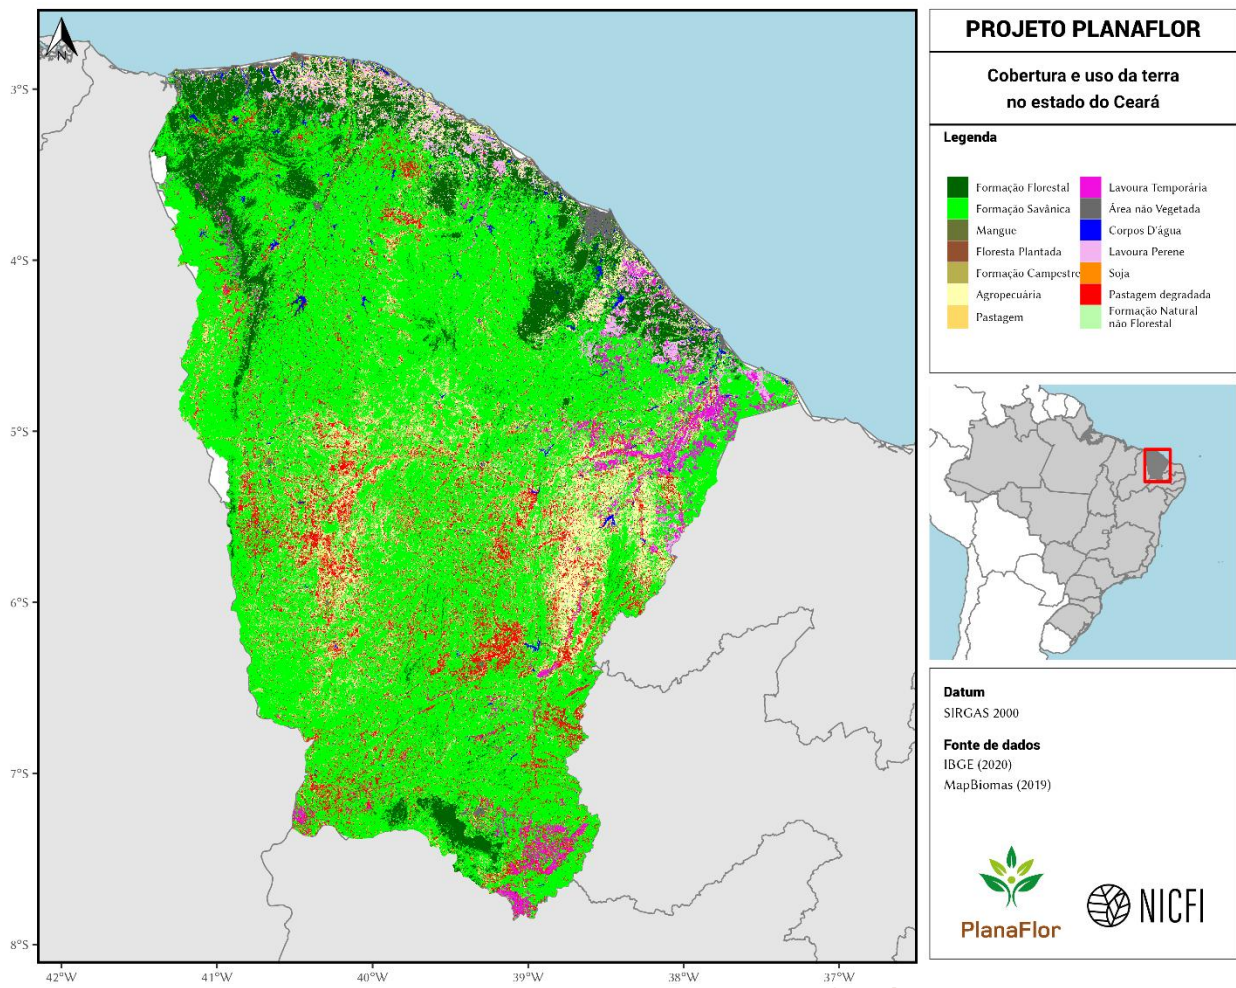 PROJETO PLANAFLOR
Cobertura e uso da terra
no estado do Ceará
Legenda
Formação Florestal
Formação Savânica
Mangue
Floresta Plantada
Formação Campestre
Agropecuária
Pastagem
Lavoura Temporária
Área não Vegetada
Corpos D'água
Lavoura Perene
Soja
Pastagem degradada
Formação Natural
não Florestal
N
3°S
4°S
5°S
6°S
7°S
8°S
42°W
41°W
40°W
39°W
38°W
37°W
Datum
SIRGAS 2000
Fonte de dados
IBGE (2020)
MapBiomas (2019)
PlanaFlor
NICFI